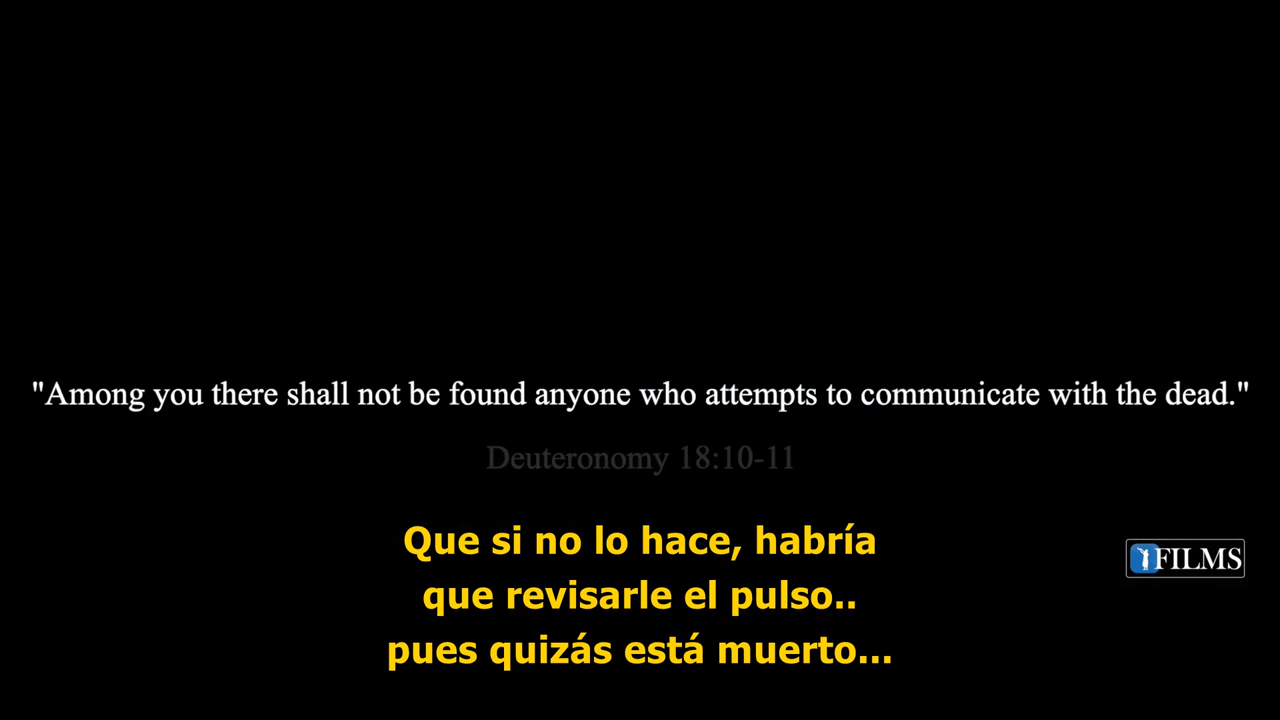 "Among you there shall not be found anyone who attempts to communicate with the dead."
Deuteronomy 18:10-11
Que si no lo hace, habría
que revisarle el pulso..
pues quizás está muerto...
FILMS